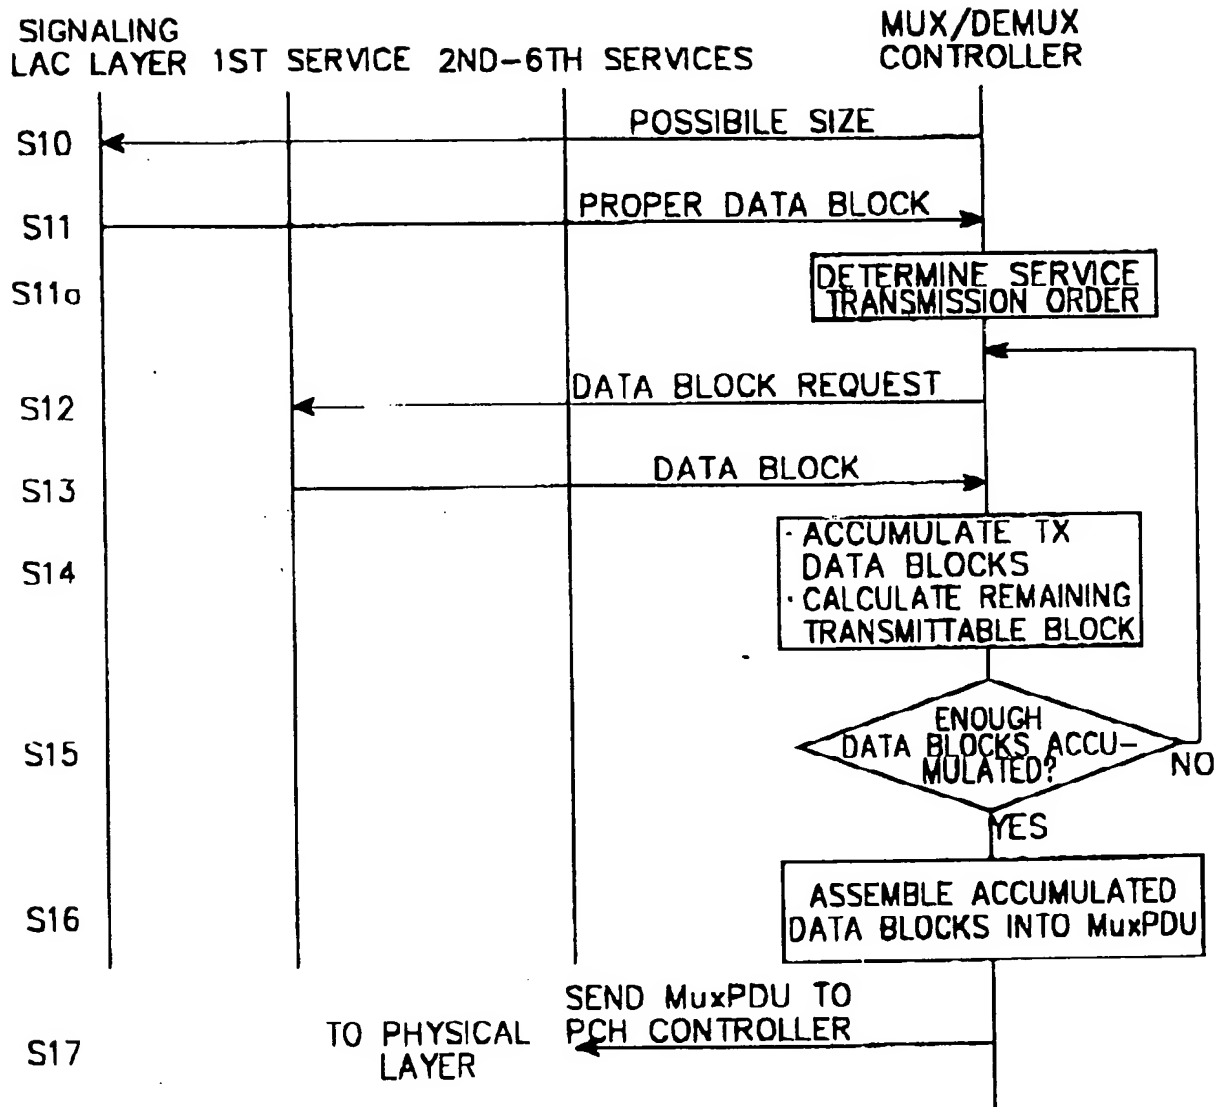 SIGNALING
LAC LAYER 1ST SERVICE 2ND-6TH SERVICES
MUX/DEMUX
CONTROLLER
S10
POSSIBILE SIZE
S11
PROPER DATA BLOCK
S11a
DETERMINE SERVICE
TRANSMISSION ORDER
S12
DATA BLOCK REQUEST
S13
DATA BLOCK
S14
· ACCUMULATE TX
DATA BLOCKS
· CALCULATE REMAINING
TRANSMITTABLE BLOCK
S15
ENOUGH
DATA BLOCKS ACCU-
MULATED?
NO
YES
S16
ASSEMBLE ACCUMULATED
DATA BLOCKS INTO MuxPDU
S17
TO PHYSICAL
LAYER
SEND MuxPDU TO
PCH CONTROLLER